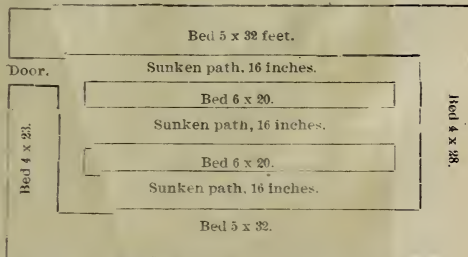 Bed 5 x 32 feet.
Sunken path, 16 inches.
Door.
Bed 6 x 20.
Sunken path, 16 inches.
Bed 4 x 23.
Bed 4 x 28.
Bed 6 x 20.
Sunken path, 16 inches.
Bed 5 x 32.